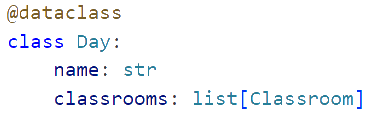 @dataclass
class Day:
    name: str
    classrooms: list[Classroom]